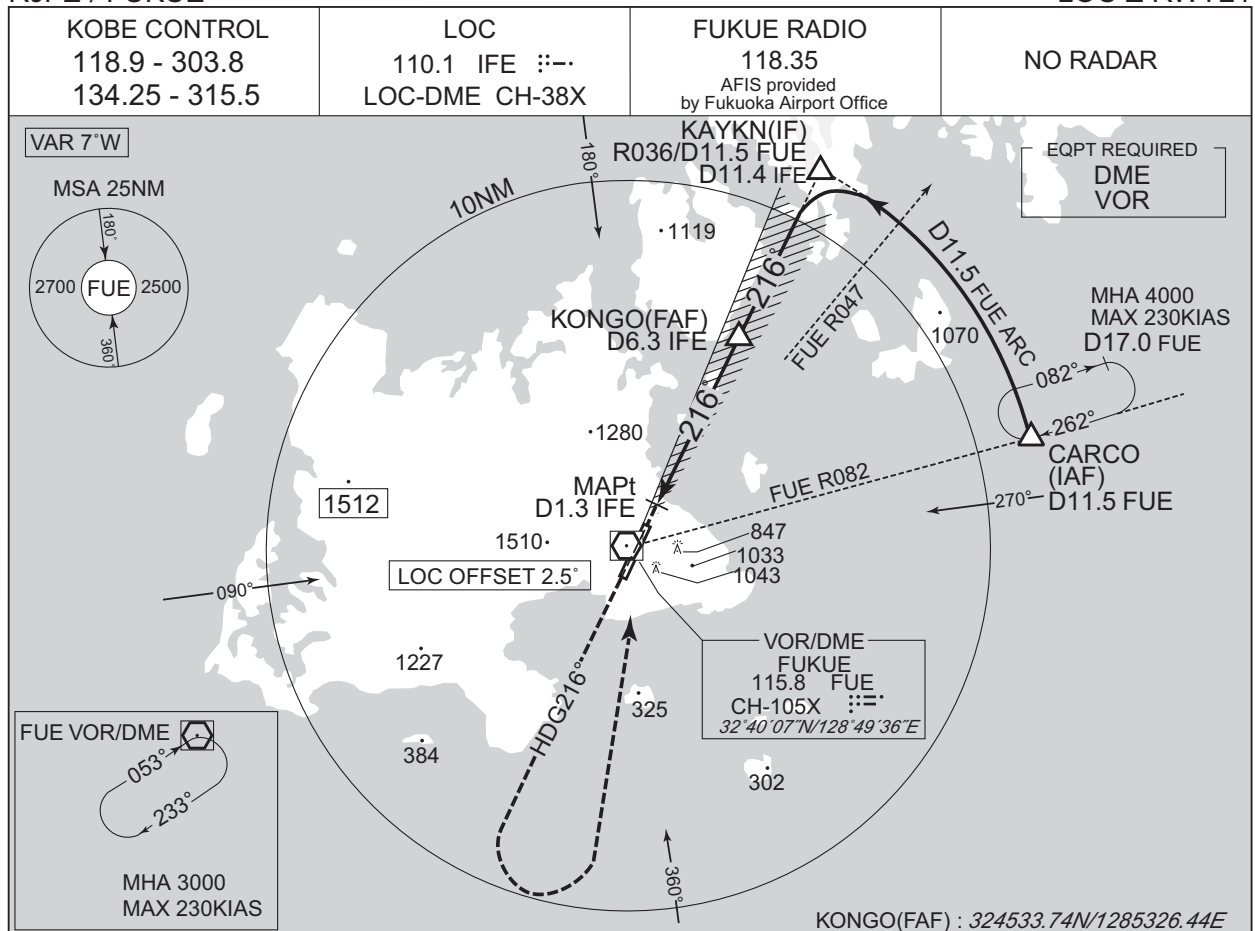 KOBE CONTROL
118.9 - 303.8
134.25 - 315.5
LOC
110.1 IFE
LOC-DME CH-38X
FUKUE RADIO
118.35
AFIS provided
by Fukuoka Airport Office
NO RADAR
VAR 7°W
MSA 25NM
180°
2700
FUE
2500
360°
10NM
180°
KAYKN(IF)
R036/D11.5 FUE
D11.4 IFE
EQPT REQUIRED
DME
VOR
1119
216°
D11.5 FUE ARC
FUE R047
KONGO(FAF)
D6.3 IFE
1070
MHA 4000
MAX 230KIAS
D17.0 FUE
082°
262°
CARCO
(IAF)
D11.5 FUE
270°
216°
1280
FUE R082
MAPt
D1.3 IFE
1512
1510
847
1033
1043
LOC OFFSET 2.5°
090°
VOR/DME
FUKUE
115.8 FUE
CH-105X
32°40´07˝N/128°49´36˝E
1227
HDG216°
325
384
302
FUE VOR/DME
053°
233°
MHA 3000
MAX 230KIAS
360°
KONGO(FAF) : 324533.74N/1285326.44E